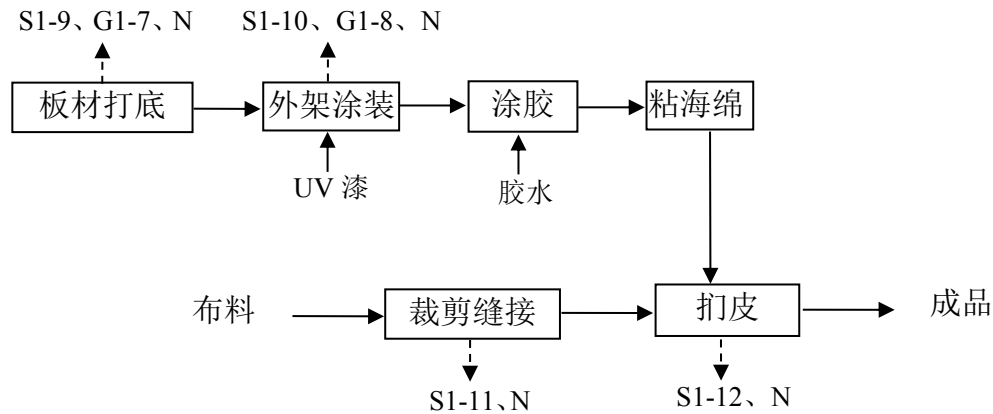 S1-9、G1-7、N
S1-10、G1-8、N
板材打底
外架涂装
涂胶
粘海绵
UV 漆
胶水
布料
裁剪缝接
扪皮
成品
S1-11、N
S1-12、N